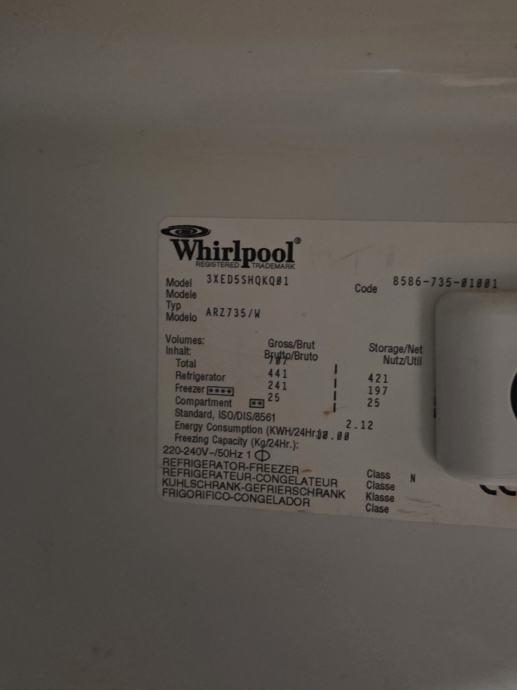 Whirlpool®
REGISTERED TRADEMARK
Model 3XED5SHQKQ01 Code 8586-735-01001
Modele
Typ
Modelo ARZ735/W
Volumes: Gross/Brut Storage/Net
Inhalt: Brutto/Bruto Nutz/Util
Total 707
Refrigerator 441 421
Freezer **** 241 197
Compartment ** 25 25
Standard, ISO/DIS/8561
Energy Consumption (KWH/24Hr.): 2.12
Freezing Capacity (Kg/24Hr.):
220-240V~/50Hz 1
REFRIGERATOR-FREEZER Class N
REFRIGERATEUR-CONGELATEUR Classe
KUHLSCHRANK-GEFRIERSCHRANK Klasse
FRIGORIFICO-CONGELADOR Clase